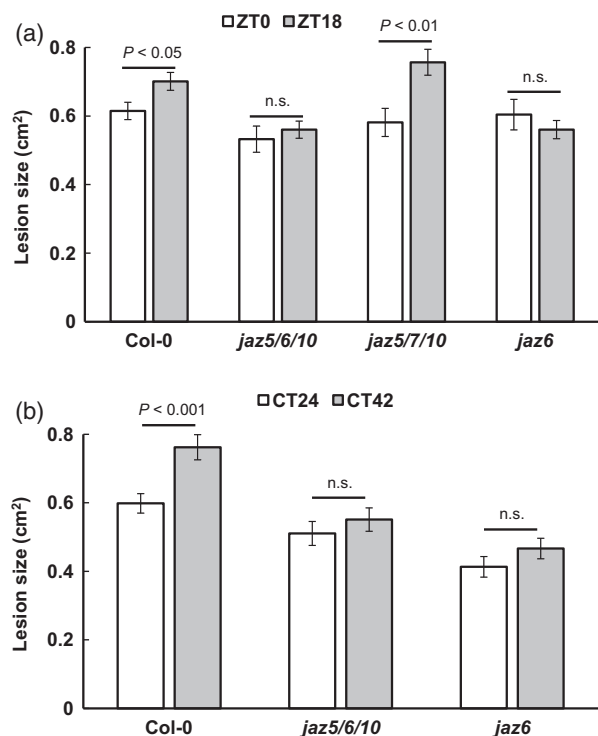 (a)
ZT0 ZT18
P < 0.05
n.s.
P < 0.01
n.s.
Lesion size (cm²)
0.8
0.6
0.4
0.2
0
Col-0 jaz5/6/10 jaz5/7/10 jaz6
(b)
CT24 CT42
P < 0.001
n.s.
n.s.
Lesion size (cm²)
0.8
0.6
0.4
0.2
0
Col-0 jaz5/6/10 jaz6